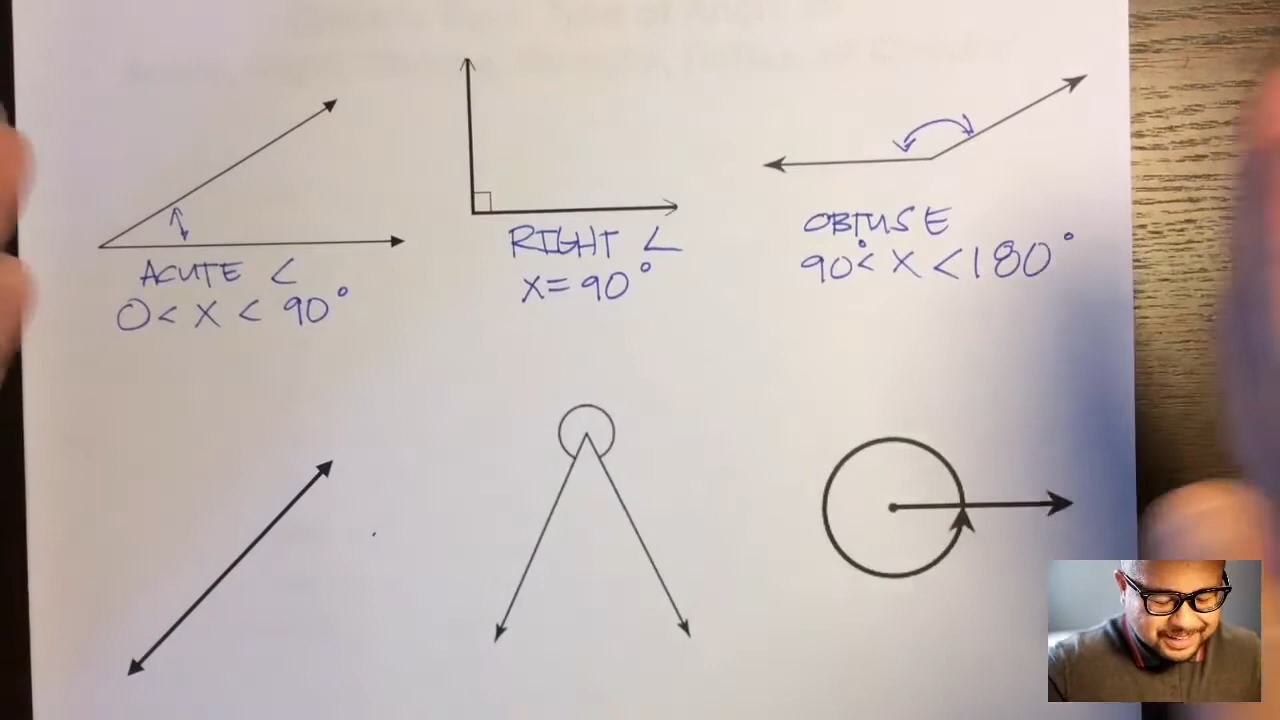 ACUTE <
0 < X < 90°
RIGHT <
X = 90°
OBTUSE
90° < X < 180°